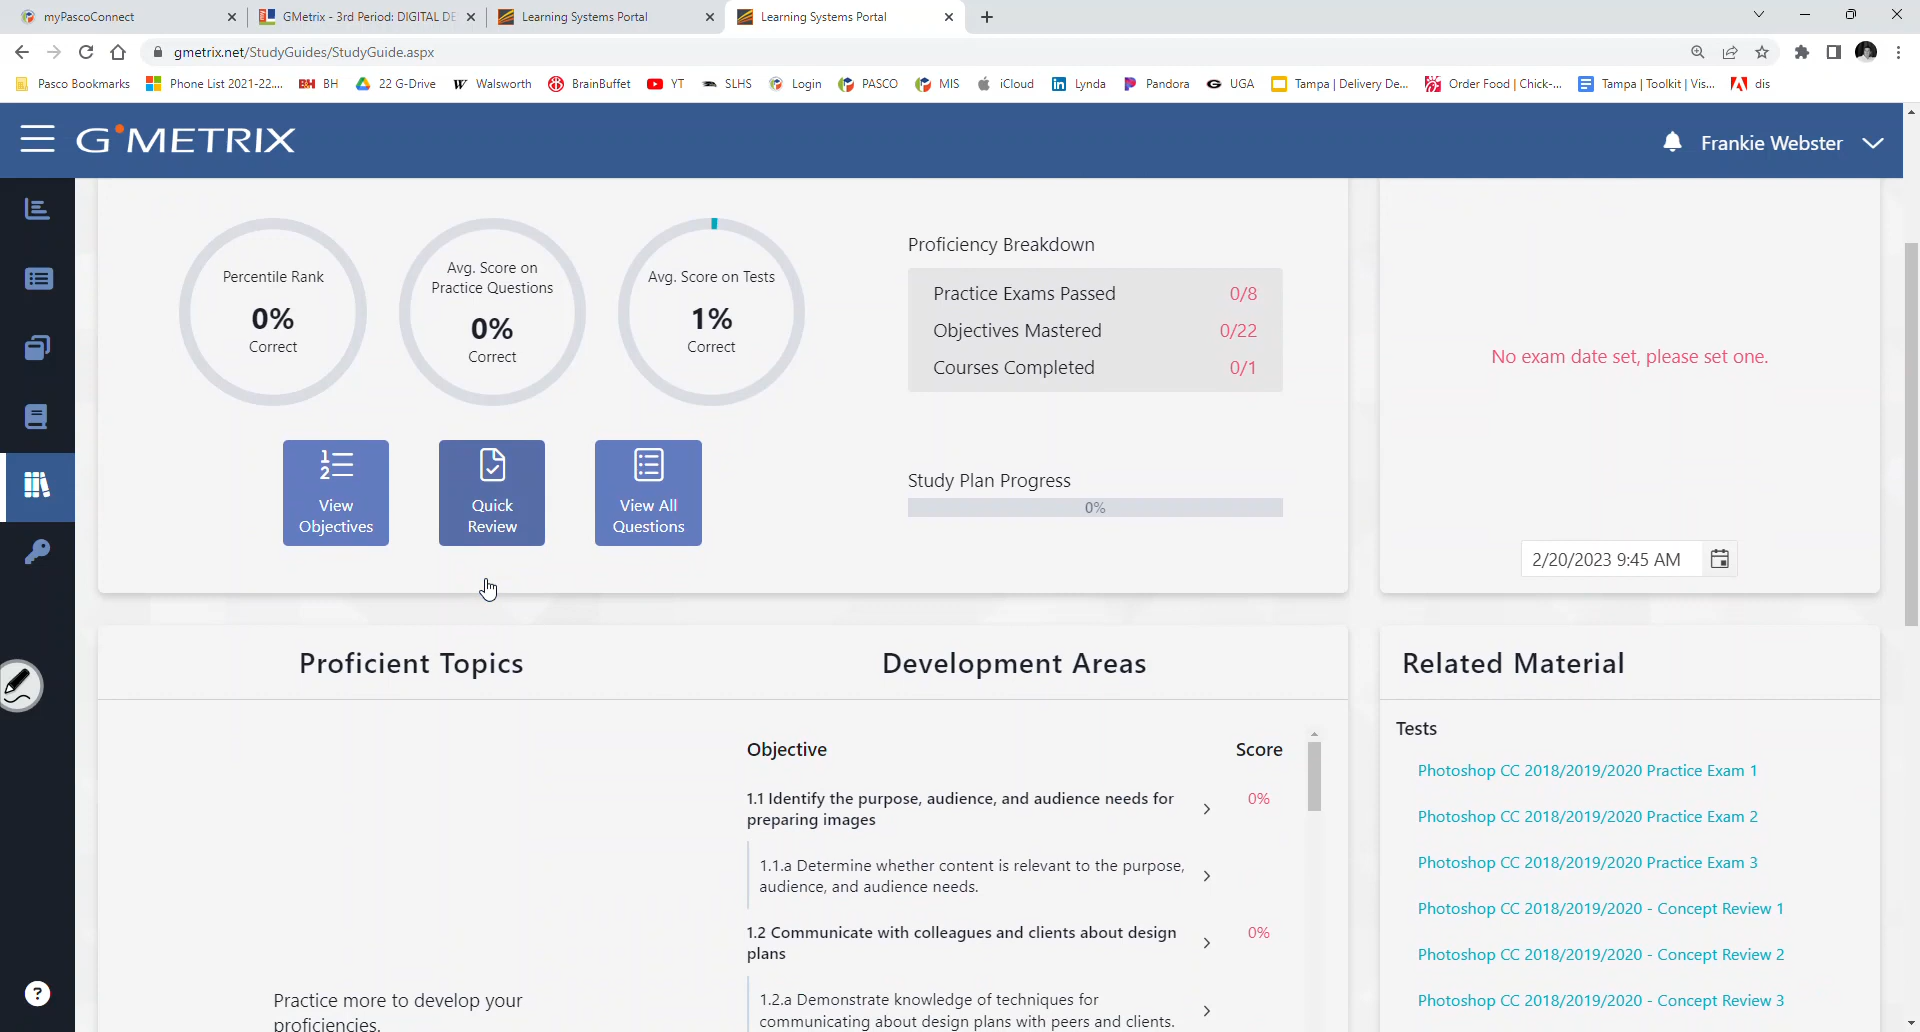 myPascoConnect
GMetrix - 3rd Period: DIGITAL DE
Learning Systems Portal
Learning Systems Portal
gmetrix.net/StudyGuides/StudyGuide.aspx
Pasco Bookmarks
Phone List 2021-22....
BH BH
22 G-Drive
W Walsworth
BrainBuffet
YT
SLHS
Login
PASCO
MIS
iCloud
in Lynda
Pandora
G UGA
Tampa | Delivery De...
Order Food | Chick-...
Tampa | Toolkit | Vis...
dis
G METRIX
Frankie Webster
Percentile Rank
0%
Correct
Avg. Score on
Practice Questions
0%
Correct
Avg. Score on Tests
1%
Correct
Proficiency Breakdown
Practice Exams Passed 0/8
Objectives Mastered 0/22
Courses Completed 0/1
No exam date set, please set one.
1
2
View
Objectives
Quick
Review
View All
Questions
Study Plan Progress
0%
2/20/2023 9:45 AM
Proficient Topics
Development Areas
Related Material
Practice more to develop your
proficiencies.
Objective Score
1.1 Identify the purpose, audience, and audience needs for
preparing images
0%
1.1.a Determine whether content is relevant to the purpose,
audience, and audience needs.
1.2 Communicate with colleagues and clients about design
plans
0%
1.2.a Demonstrate knowledge of techniques for
communicating about design plans with peers and clients.
Tests
Photoshop CC 2018/2019/2020 Practice Exam 1
Photoshop CC 2018/2019/2020 Practice Exam 2
Photoshop CC 2018/2019/2020 Practice Exam 3
Photoshop CC 2018/2019/2020 - Concept Review 1
Photoshop CC 2018/2019/2020 - Concept Review 2
Photoshop CC 2018/2019/2020 - Concept Review 3
?